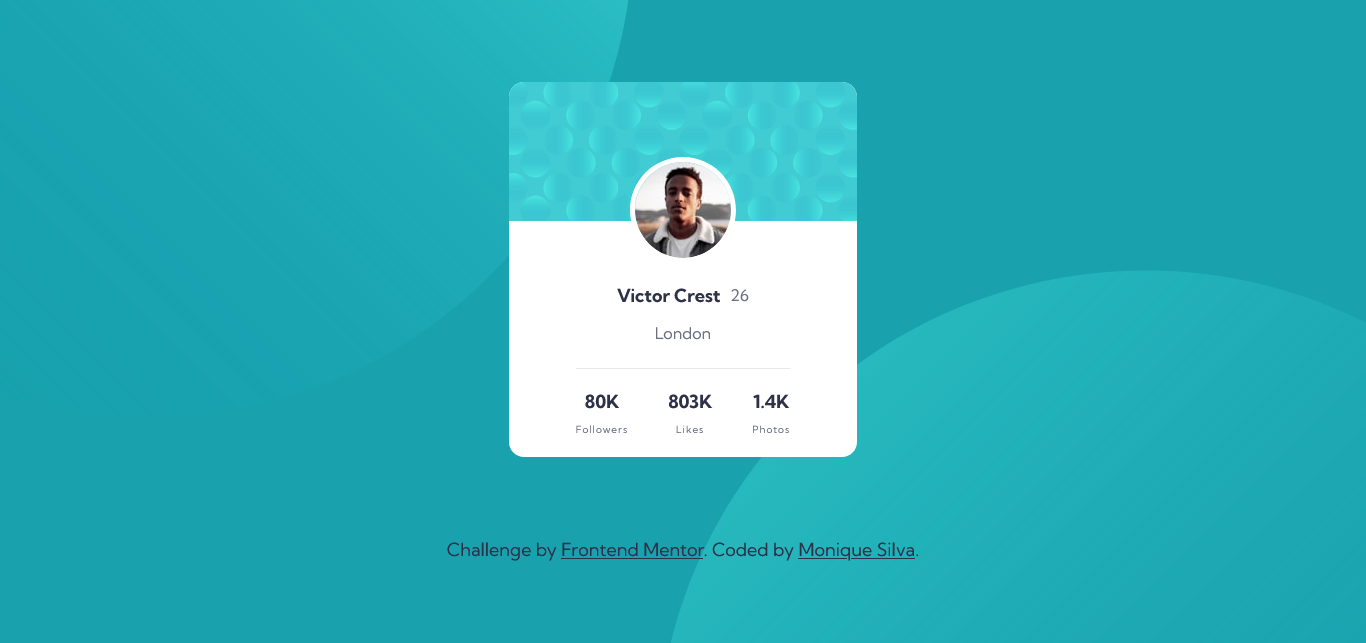 Victor Crest 26
London
80K 803K 1.4K
Followers Likes Photos
Challenge by Frontend Mentor. Coded by Monique Silva.